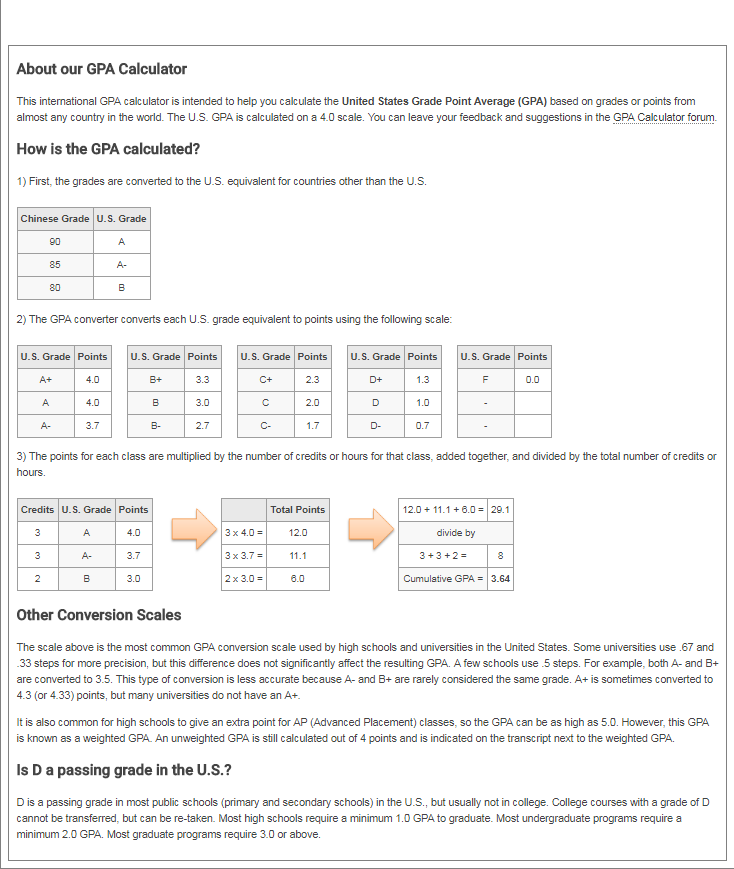 About our GPA Calculator
This international GPA calculator is intended to help you calculate the United States Grade Point Average (GPA) based on grades or points from
almost any country in the world. The U.S. GPA is calculated on a 4.0 scale. You can leave your feedback and suggestions in the GPA Calculator forum.
How is the GPA calculated?
1) First, the grades are converted to the U.S. equivalent for countries other than the U.S.
Chinese Grade U.S. Grade
90 A
85 A-
80 B
2) The GPA converter converts each U.S. grade equivalent to points using the following scale:
U.S. Grade Points U.S. Grade Points U.S. Grade Points U.S. Grade Points U.S. Grade Points
A+ 4.0 B+ 3.3 C+ 2.3 D+ 1.3 F 0.0
A 4.0 B 3.0 C 2.0 D 1.0 -
A- 3.7 B- 2.7 C- 1.7 D- 0.7 -
3) The points for each class are multiplied by the number of credits or hours for that class, added together, and divided by the total number of credits or
hours.
Credits U.S. Grade Points Total Points 12.0 + 11.1 + 6.0 = 29.1
3 A 4.0 3 x 4.0 = 12.0 divide by
3 A- 3.7 3 x 3.7 = 11.1 3 + 3 + 2 = 8
2 B 3.0 2 x 3.0 = 6.0 Cumulative GPA = 3.64
Other Conversion Scales
The scale above is the most common GPA conversion scale used by high schools and universities in the United States. Some universities use .67 and
.33 steps for more precision, but this difference does not significantly affect the resulting GPA. A few schools use .5 steps. For example, both A- and B+
are converted to 3.5. This type of conversion is less accurate because A- and B+ are rarely considered the same grade. A+ is sometimes converted to
4.3 (or 4.33) points, but many universities do not have an A+.
It is also common for high schools to give an extra point for AP (Advanced Placement) classes, so the GPA can be as high as 5.0. However, this GPA
is known as a weighted GPA. An unweighted GPA is still calculated out of 4 points and is indicated on the transcript next to the weighted GPA.
Is D a passing grade in the U.S.?
D is a passing grade in most public schools (primary and secondary schools) in the U.S., but usually not in college. College courses with a grade of D
cannot be transferred, but can be re-taken. Most high schools require a minimum 1.0 GPA to graduate. Most undergraduate programs require a
minimum 2.0 GPA. Most graduate programs require 3.0 or above.